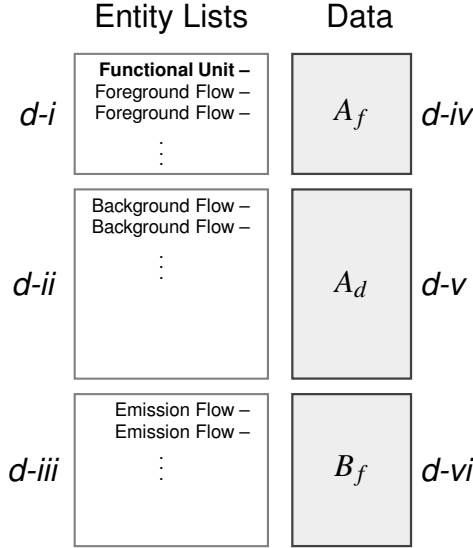 Entity Lists Data
Functional Unit –
Foreground Flow –
Foreground Flow –
⋮
d-i
A_f
d-iv
Background Flow –
Background Flow –
⋮
d-ii
A_d
d-v
Emission Flow –
Emission Flow –
⋮
d-iii
B_f
d-vi